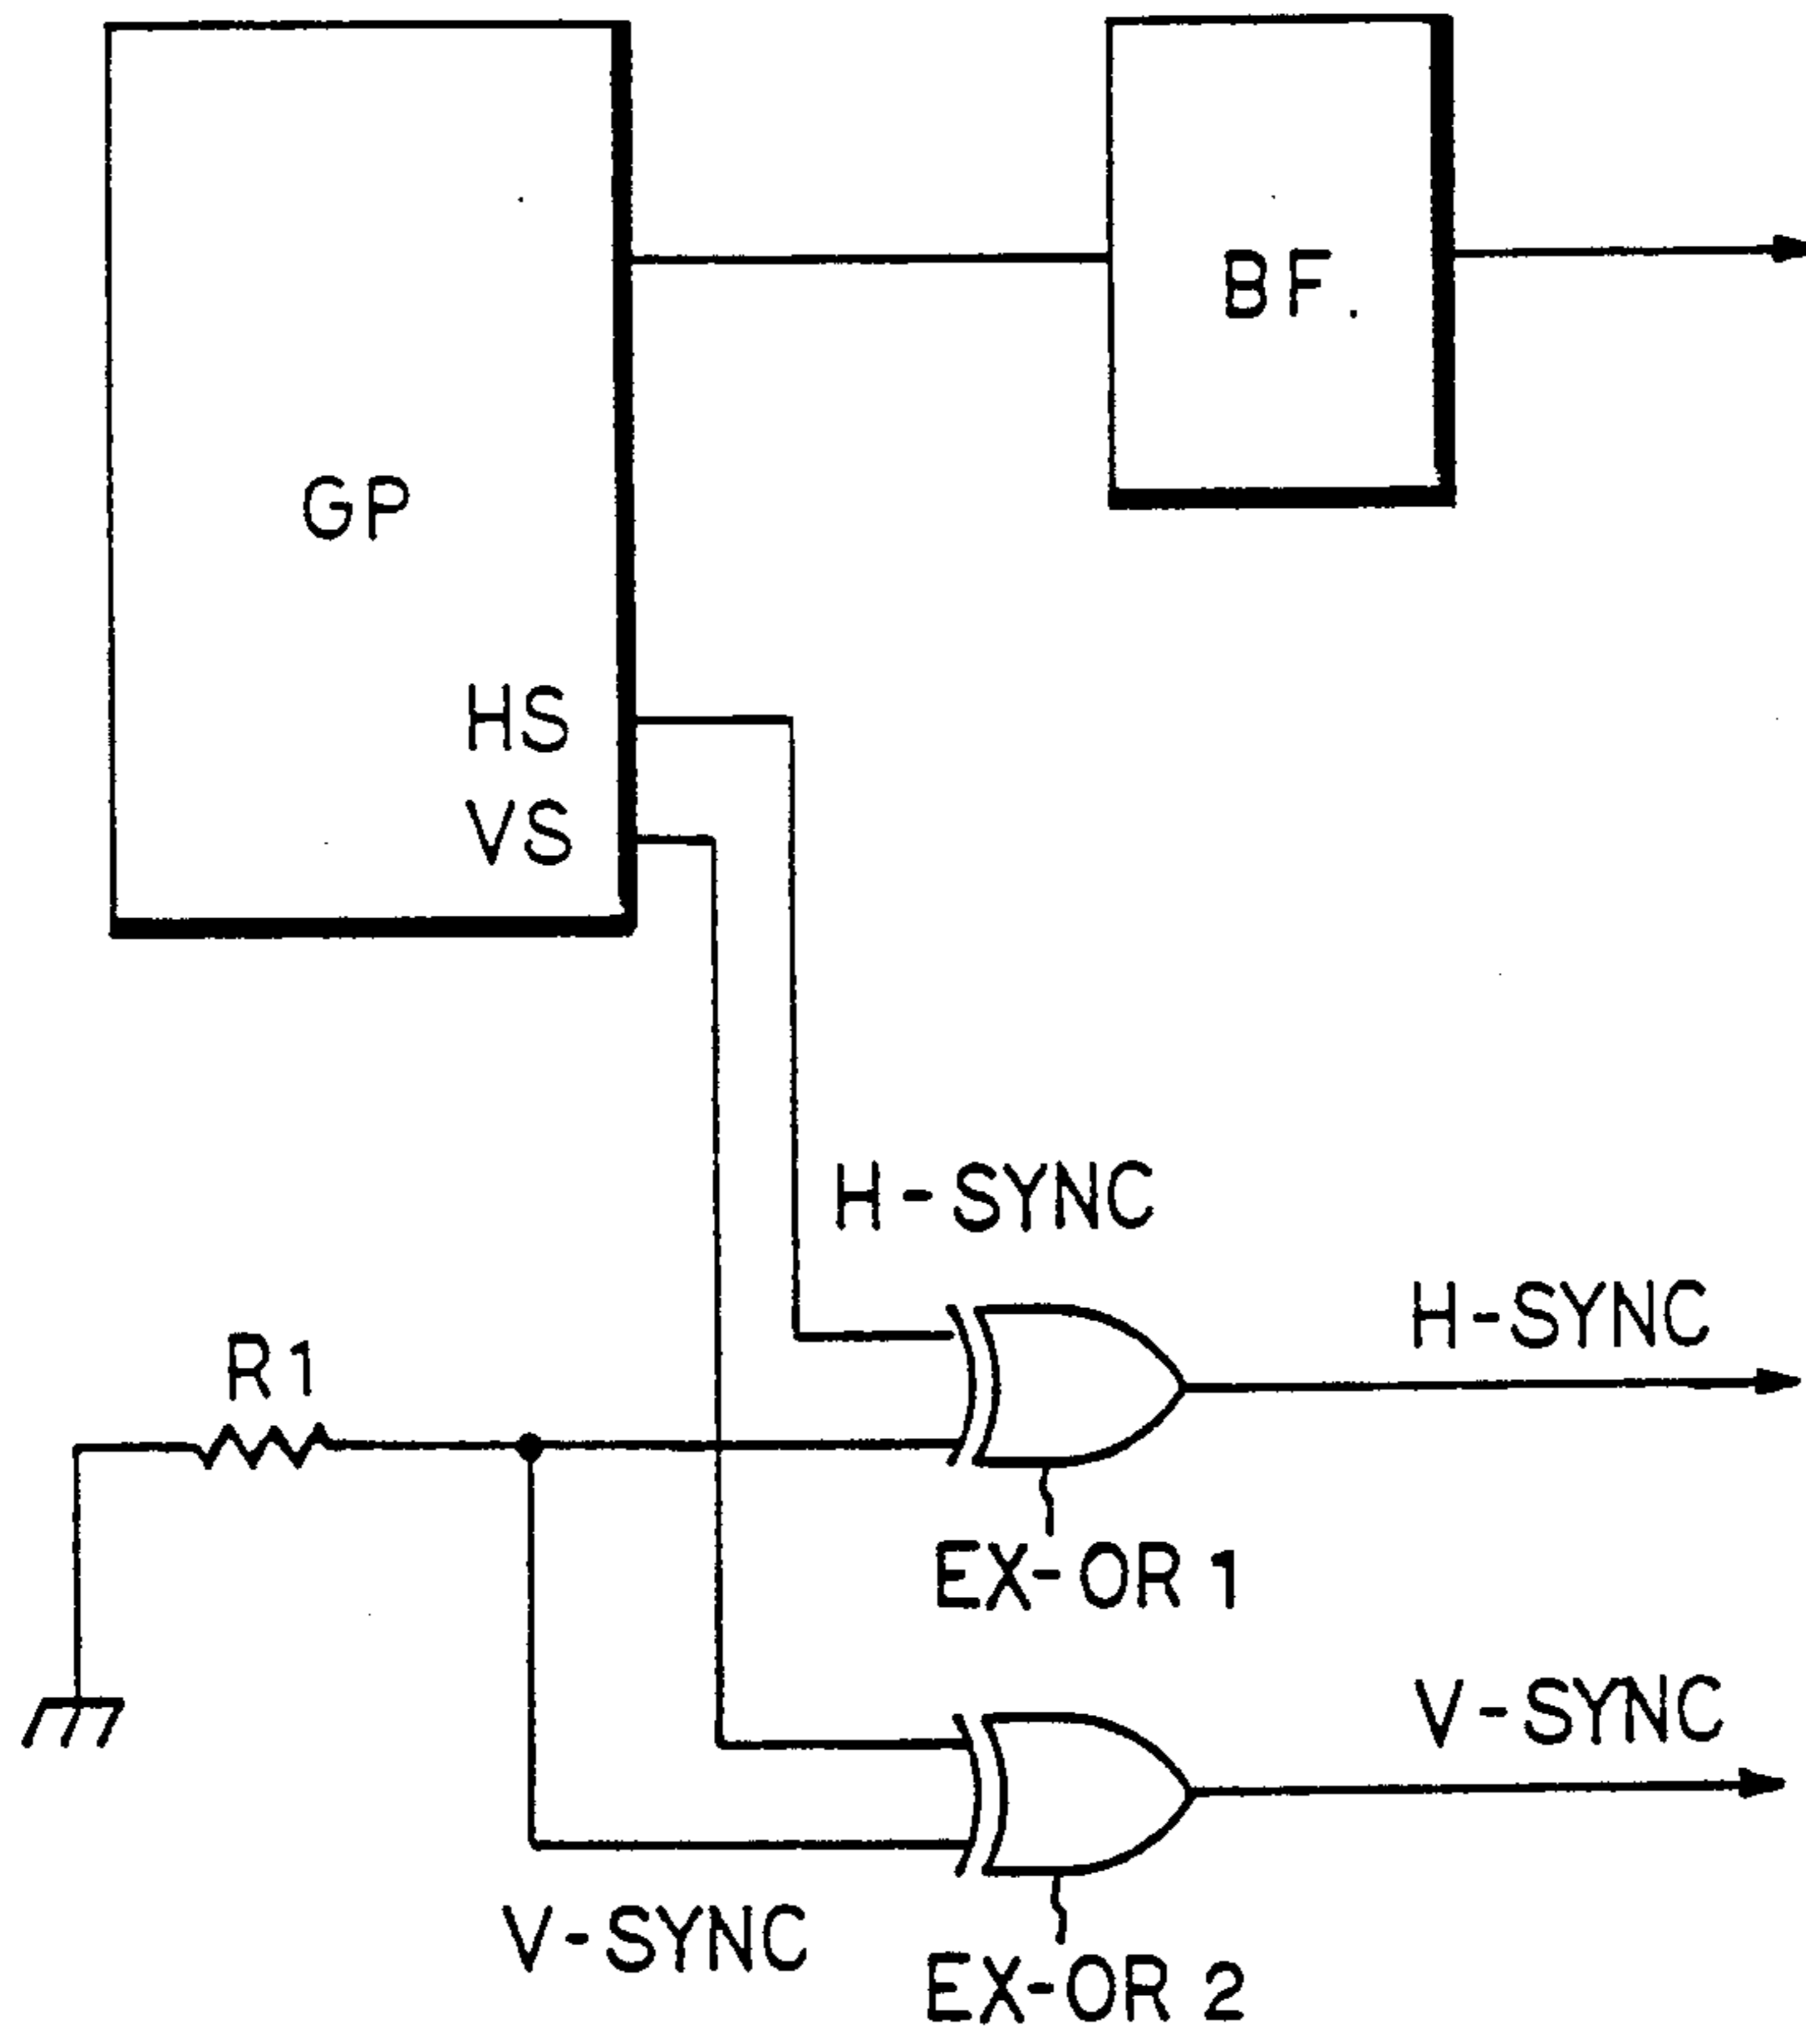 BF.
GP
HS
VS
H-SYNC
H-SYNC
R1
EX-OR 1
V-SYNC
V-SYNC
EX-OR 2